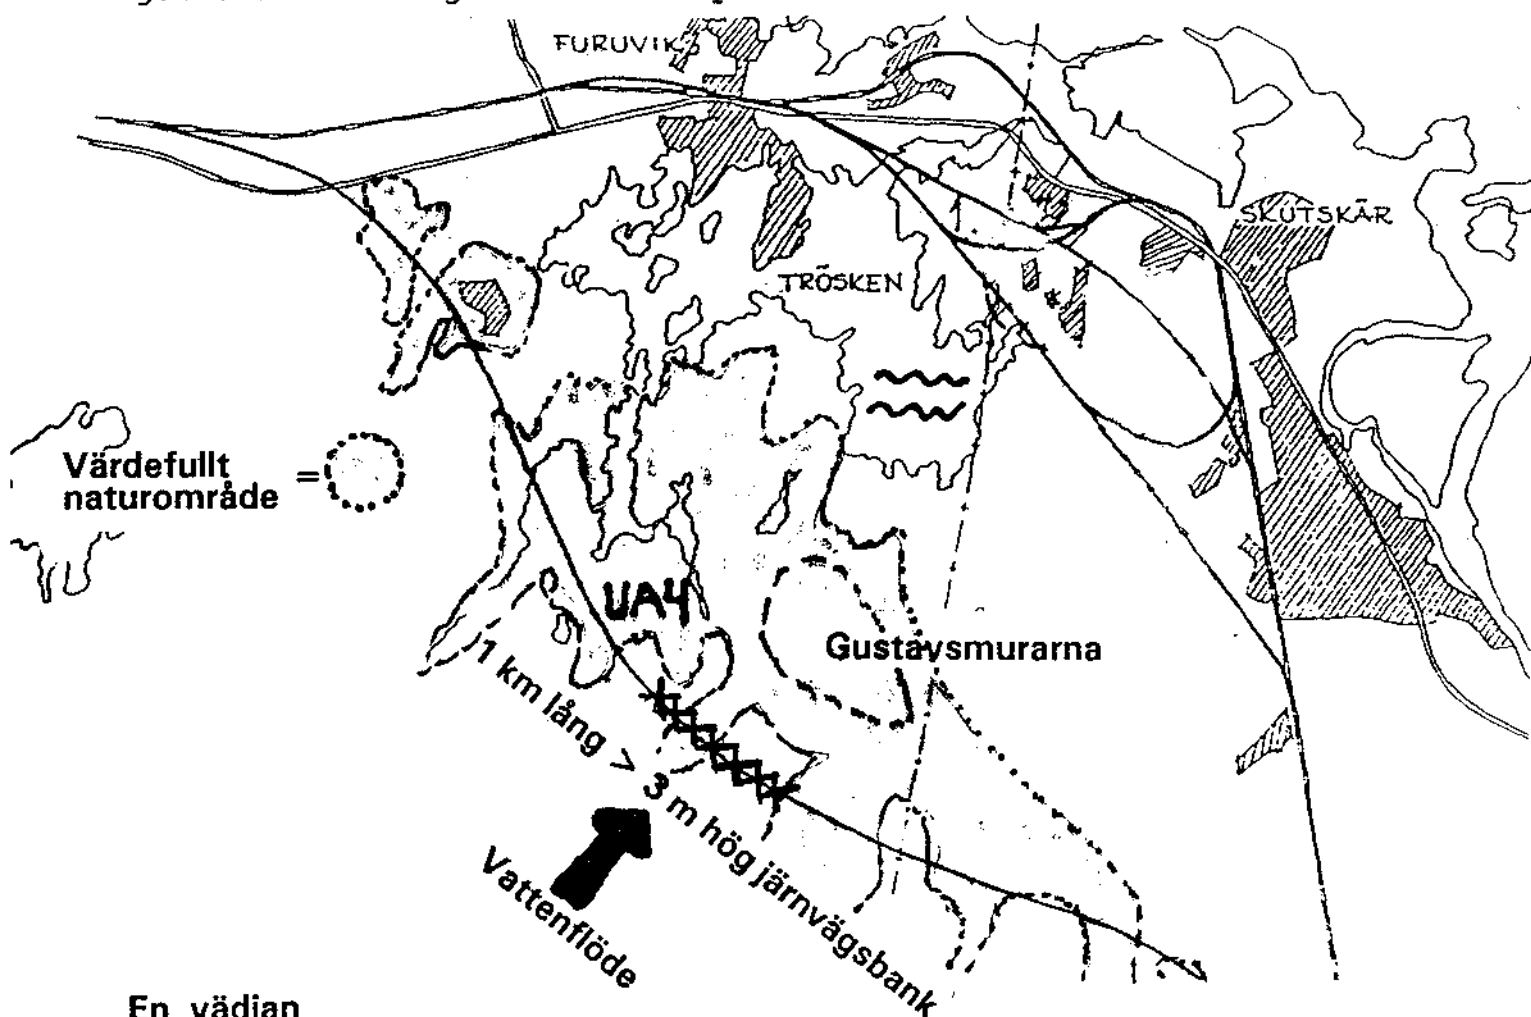 FURUVIK
SKUTSKÄR
TRÖSKEN
Värdefullt
naturområde =
UA4
Gustavsmurarna
1 km lång > 3 m hög järnvägsbank
Vattenflöde
En vädjan